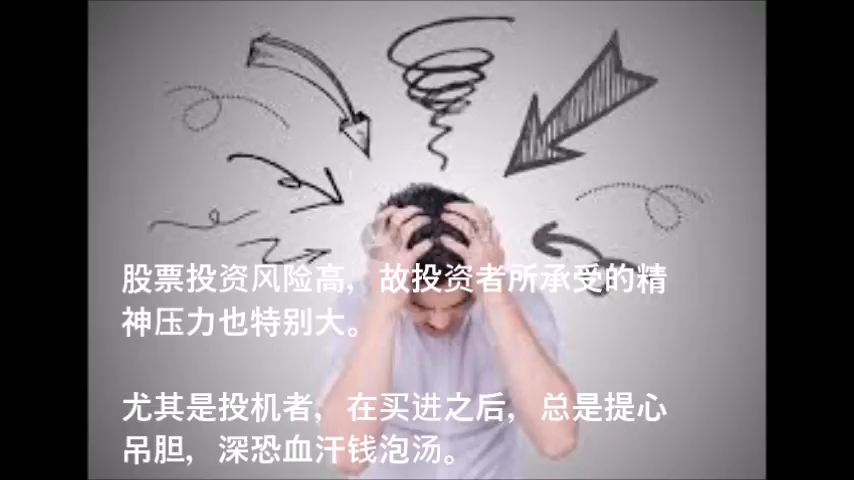 股票投资风险高，故投资者所承受的精
神压力也特别大。
尤其是投机者，在买进之后，总是提心
吊胆，深恐血汗钱泡汤。